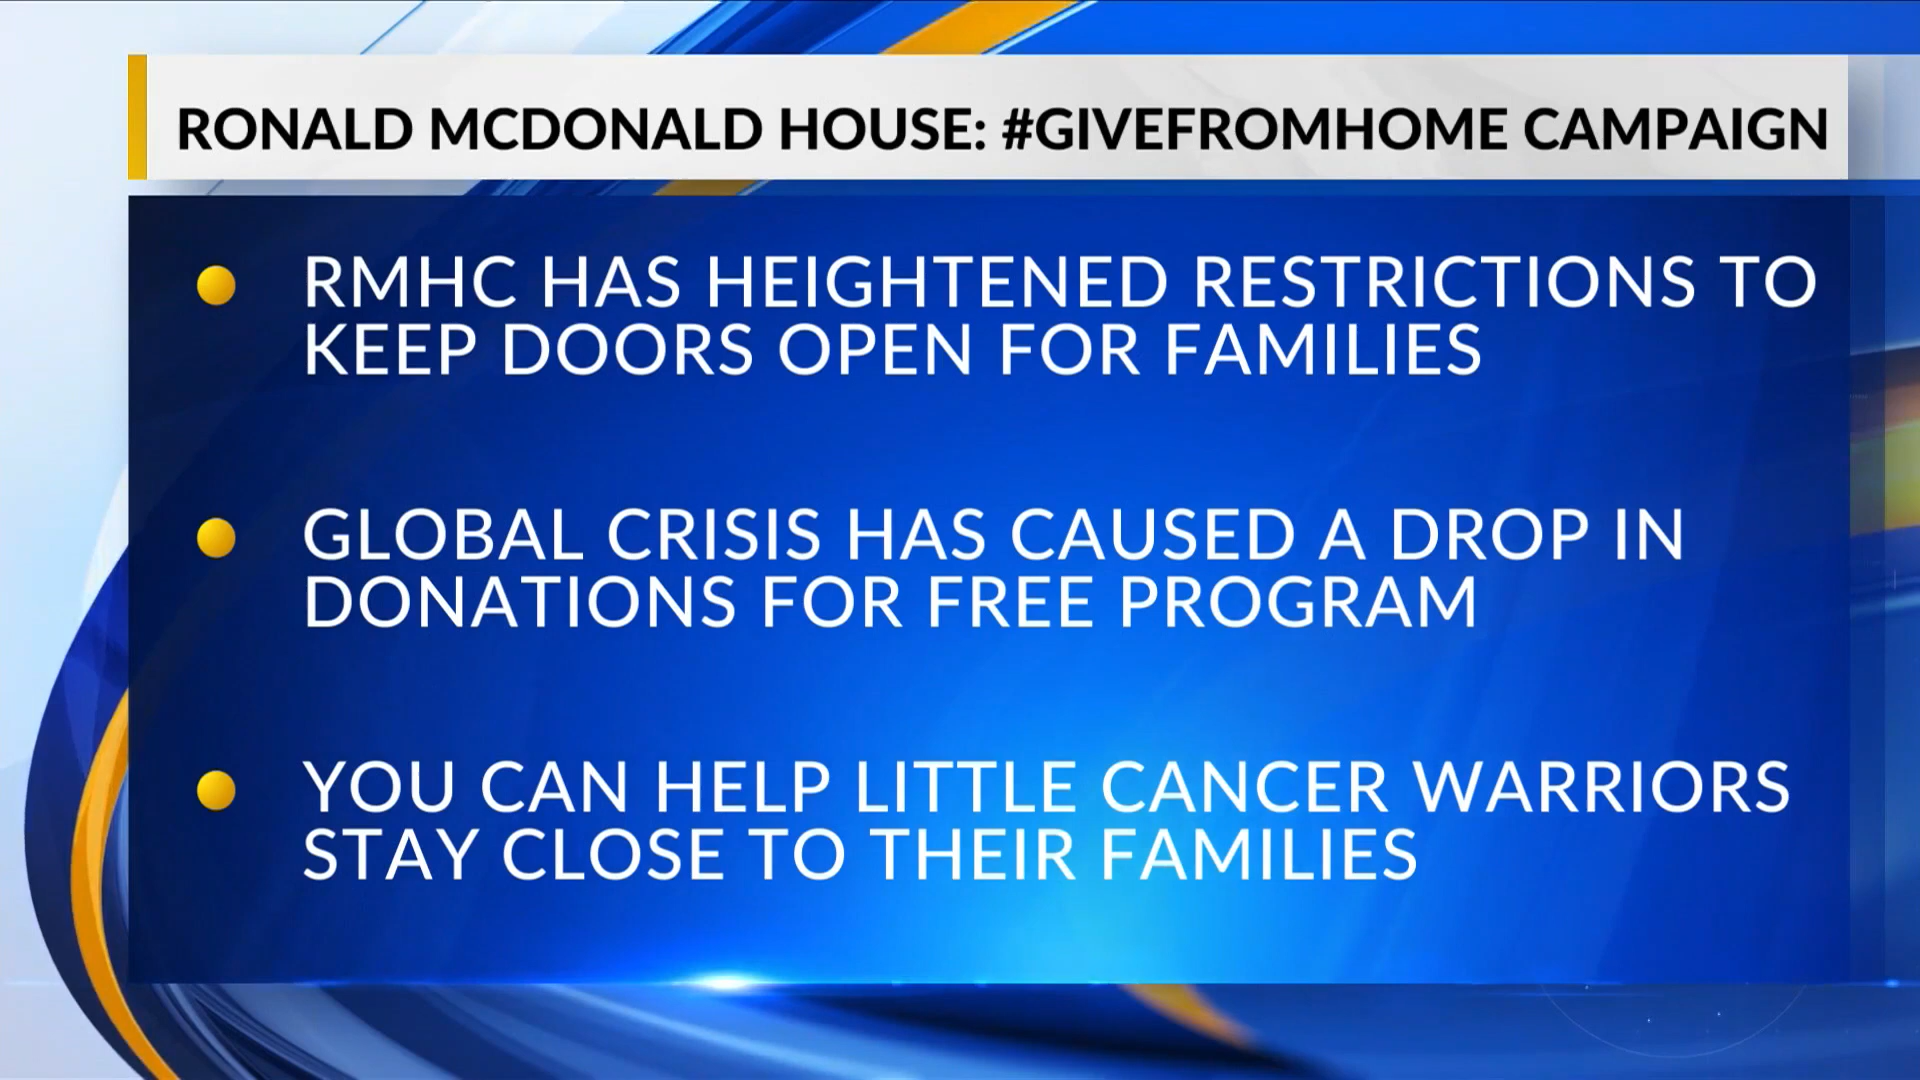 RONALD MCDONALD HOUSE: #GIVEFROMHOME CAMPAIGN
RMHC HAS HEIGHTENED RESTRICTIONS TO
KEEP DOORS OPEN FOR FAMILIES
GLOBAL CRISIS HAS CAUSED A DROP IN
DONATIONS FOR FREE PROGRAM
YOU CAN HELP LITTLE CANCER WARRIORS
STAY CLOSE TO THEIR FAMILIES